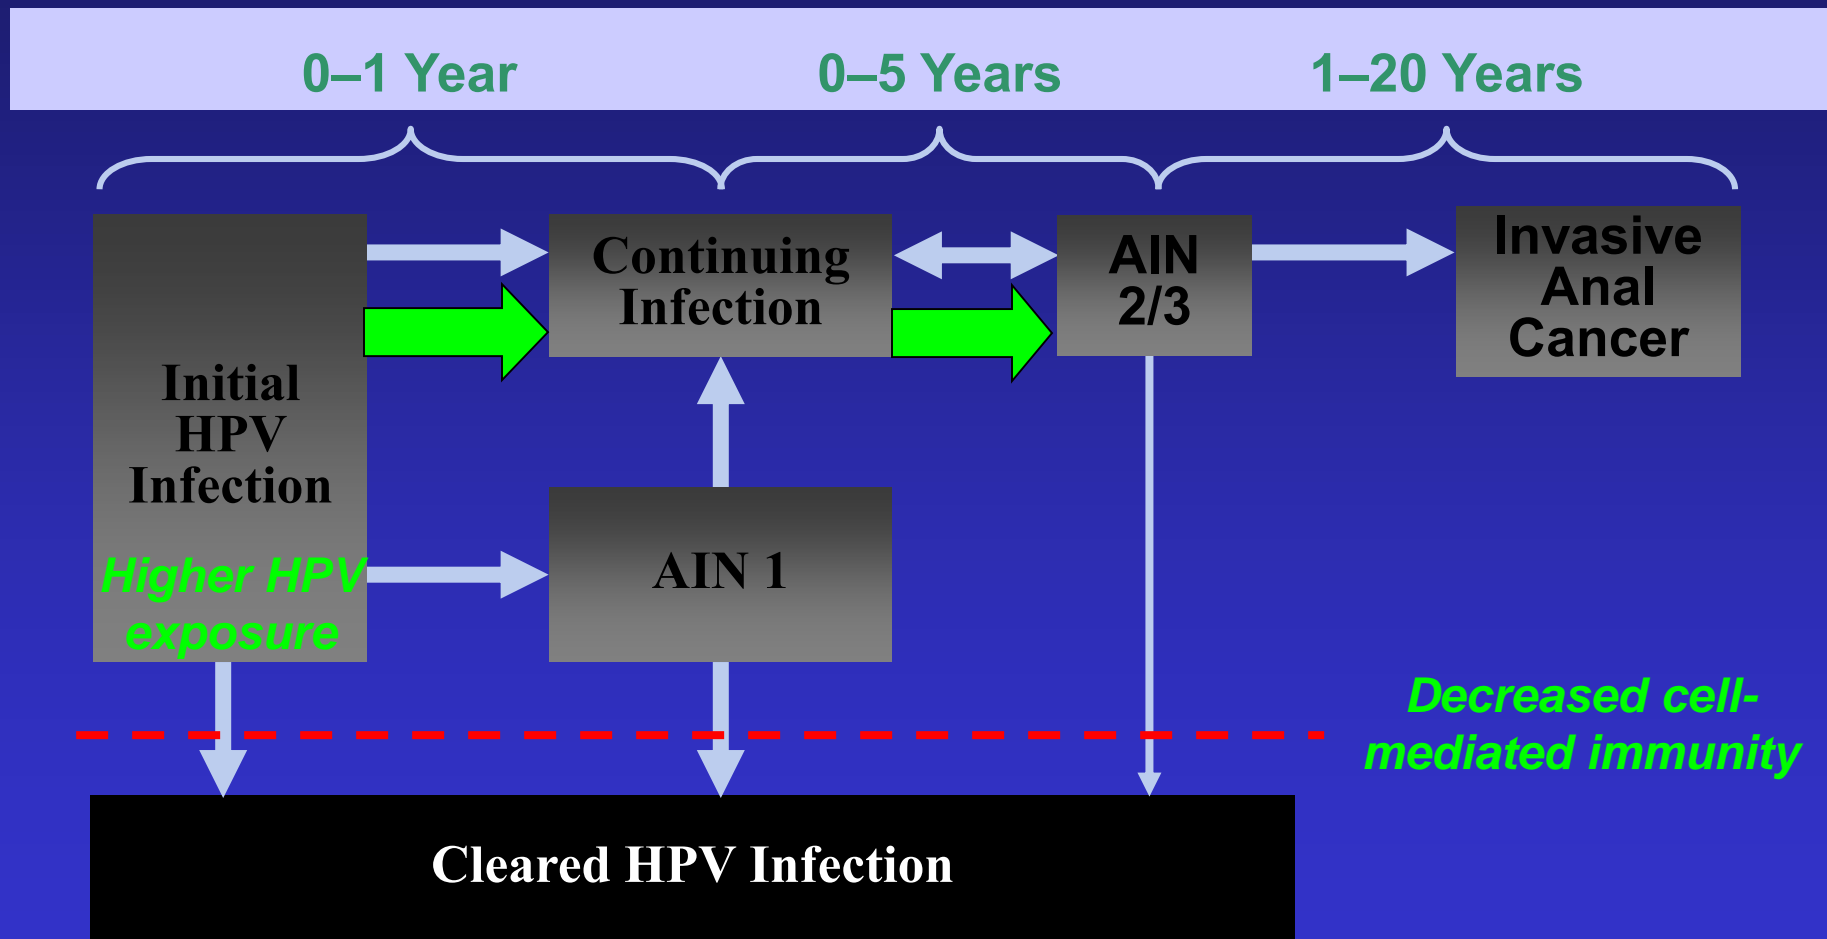 0–1 Year
0–5 Years
1–20 Years
Initial
HPV
Infection
Higher HPV
exposure
Continuing
Infection
AIN 1
AIN
2/3
Invasive
Anal
Cancer
Decreased cell-
mediated immunity
Cleared HPV Infection